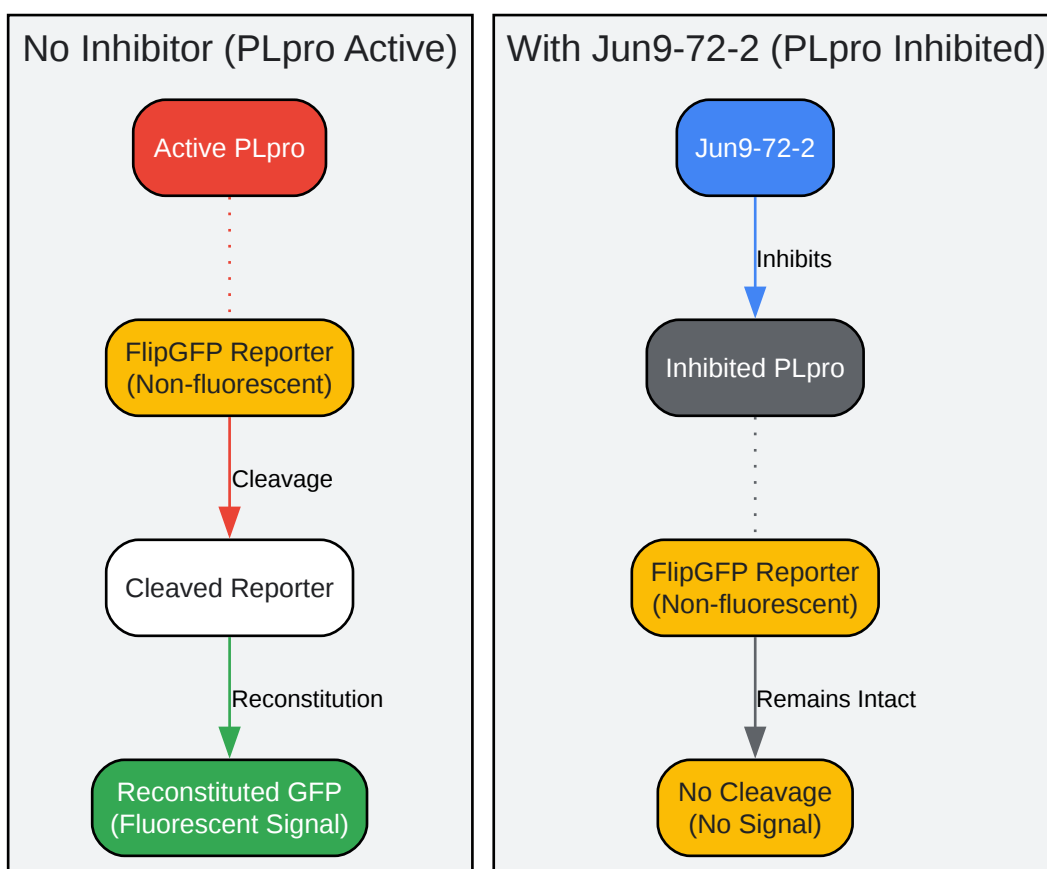 No Inhibitor (PLpro Active)
Active PLpro
FlipGFP Reporter
(Non-fluorescent)
Cleavage
Cleaved Reporter
Reconstitution
Reconstituted GFP
(Fluorescent Signal)
With Jun9-72-2 (PLpro Inhibited)
Jun9-72-2
Inhibits
Inhibited PLpro
FlipGFP Reporter
(Non-fluorescent)
Remains Intact
No Cleavage
(No Signal)